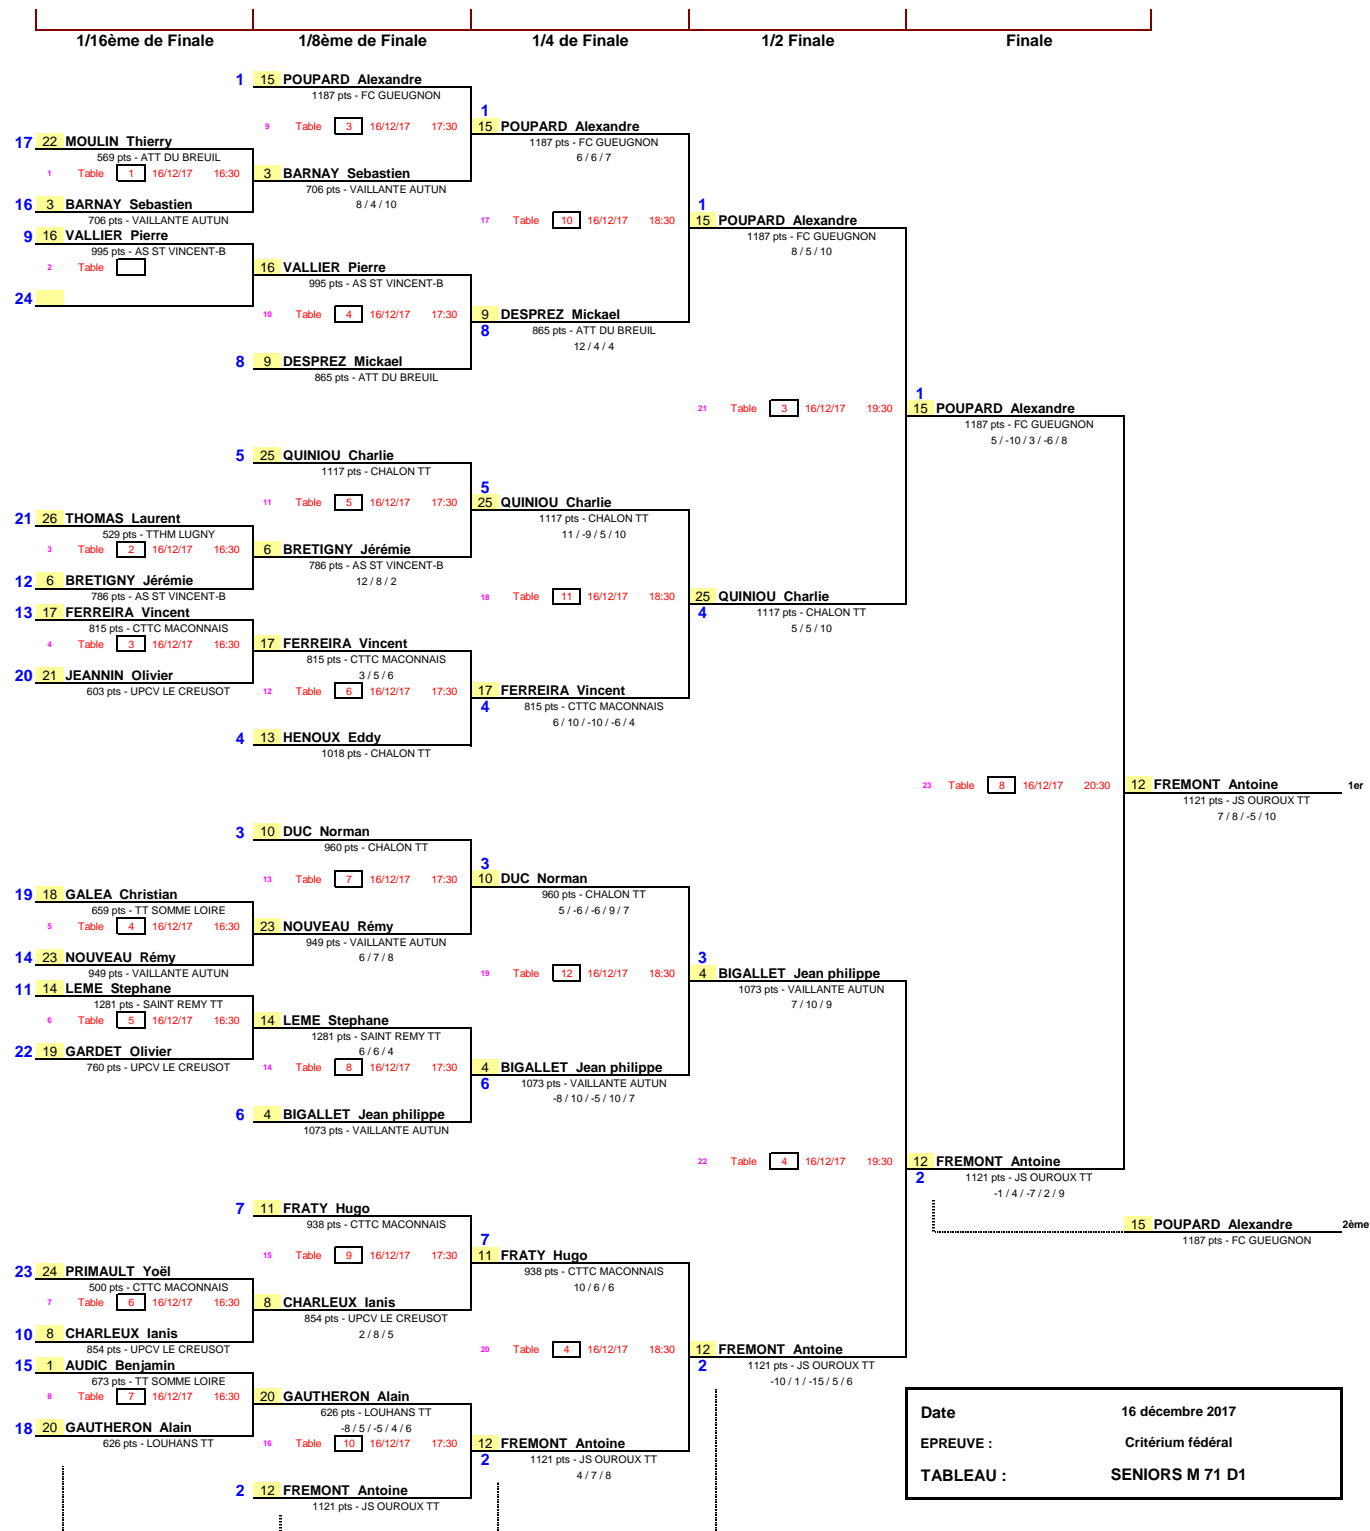 1/16ème de Finale 1/8ème de Finale 1/4 de Finale 1/2 Finale Finale
1 15 POUPARD Alexandre
1187 pts - FC GUEUGNON
1
9 Table 3 16/12/17 17:30 15 POUPARD Alexandre
17 22 MOULIN Thierry 1187 pts - FC GUEUGNON
569 pts - ATT DU BREUIL 6 / 6 / 7
1 Table 1 16/12/17 16:30 3 BARNAY Sebastien
706 pts - VAILLANTE AUTUN
16 3 BARNAY Sebastien 8 / 4 / 10 1
706 pts - VAILLANTE AUTUN 17 Table 10 16/12/17 18:30 15 POUPARD Alexandre
9 16 VALLIER Pierre 1187 pts - FC GUEUGNON
995 pts - AS ST VINCENT-B 8 / 5 / 10
2 Table 16 VALLIER Pierre
995 pts - AS ST VINCENT-B
24
10 Table 4 16/12/17 17:30 9 DESPREZ Mickael
8 865 pts - ATT DU BREUIL
12 / 4 / 4
8 9 DESPREZ Mickael
865 pts - ATT DU BREUIL
1
21 Table 3 16/12/17 19:30 15 POUPARD Alexandre
1187 pts - FC GUEUGNON
5 / -10 / 3 / -6 / 8
5 25 QUINIOU Charlie
1117 pts - CHALON TT
5
11 Table 5 16/12/17 17:30 25 QUINIOU Charlie
21 26 THOMAS Laurent 1117 pts - CHALON TT
529 pts - TTHM LUGNY 11 / -9 / 5 / 10
3 Table 2 16/12/17 16:30 6 BRETIGNY Jérémie
786 pts - AS ST VINCENT-B
12 6 BRETIGNY Jérémie 12 / 8 / 2
786 pts - AS ST VINCENT-B 18 Table 11 16/12/17 18:30 25 QUINIOU Charlie
13 17 FERREIRA Vincent 4 1117 pts - CHALON TT
815 pts - CTTC MACONNAIS 5 / 5 / 10
4 Table 3 16/12/17 16:30 17 FERREIRA Vincent
815 pts - CTTC MACONNAIS
20 21 JEANNIN Olivier 3 / 5 / 6
603 pts - UPCV LE CREUSOT 12 Table 6 16/12/17 17:30 17 FERREIRA Vincent
4 815 pts - CTTC MACONNAIS
6 / 10 / -10 / -6 / 4
4 13 HENOUX Eddy
1018 pts - CHALON TT
23 Table 8 16/12/17 20:30 12 FREMONT Antoine 1er
1121 pts - JS OUROUX TT
7 / 8 / -5 / 10
3 10 DUC Norman
960 pts - CHALON TT
3
13 Table 7 16/12/17 17:30 10 DUC Norman
19 18 GALEA Christian 960 pts - CHALON TT
659 pts - TT SOMME LOIRE 5 / -6 / -6 / 9 / 7
5 Table 4 16/12/17 16:30 23 NOUVEAU Rémy
949 pts - VAILLANTE AUTUN
14 23 NOUVEAU Rémy 6 / 7 / 8 3
949 pts - VAILLANTE AUTUN 19 Table 12 16/12/17 18:30 4 BIGALLET Jean philippe
11 14 LEME Stephane 1073 pts - VAILLANTE AUTUN
1281 pts - SAINT REMY TT 7 / 10 / 9
6 Table 5 16/12/17 16:30 14 LEME Stephane
1281 pts - SAINT REMY TT
22 19 GARDET Olivier 6 / 6 / 4
760 pts - UPCV LE CREUSOT 14 Table 8 16/12/17 17:30 4 BIGALLET Jean philippe
6 1073 pts - VAILLANTE AUTUN
-8 / 10 / -5 / 10 / 7
6 4 BIGALLET Jean philippe
1073 pts - VAILLANTE AUTUN
22 Table 4 16/12/17 19:30 12 FREMONT Antoine
2 1121 pts - JS OUROUX TT
-1 / 4 / -7 / 2 / 9
7 11 FRATY Hugo
938 pts - CTTC MACONNAIS 15 POUPARD Alexandre 2ème
7 1187 pts - FC GUEUGNON
15 Table 9 16/12/17 17:30 11 FRATY Hugo
23 24 PRIMAULT Yoël 938 pts - CTTC MACONNAIS
500 pts - CTTC MACONNAIS 10 / 6 / 6
7 Table 6 16/12/17 16:30 8 CHARLEUX Ianis
854 pts - UPCV LE CREUSOT
10 8 CHARLEUX Ianis 2 / 8 / 5
854 pts - UPCV LE CREUSOT 20 Table 4 16/12/17 18:30 12 FREMONT Antoine
15 1 AUDIC Benjamin 2 1121 pts - JS OUROUX TT
673 pts - TT SOMME LOIRE -10 / 1 / -15 / 5 / 6
8 Table 7 16/12/17 16:30 20 GAUTHERON Alain
626 pts - LOUHANS TT
18 20 GAUTHERON Alain -8 / 5 / -5 / 4 / 6
626 pts - LOUHANS TT 16 Table 10 16/12/17 17:30 12 FREMONT Antoine
2 1121 pts - JS OUROUX TT
4 / 7 / 8
2 12 FREMONT Antoine
1121 pts - JS OUROUX TT
Date 16 décembre 2017
EPREUVE : Critérium fédéral
TABLEAU : SENIORS M 71 D1